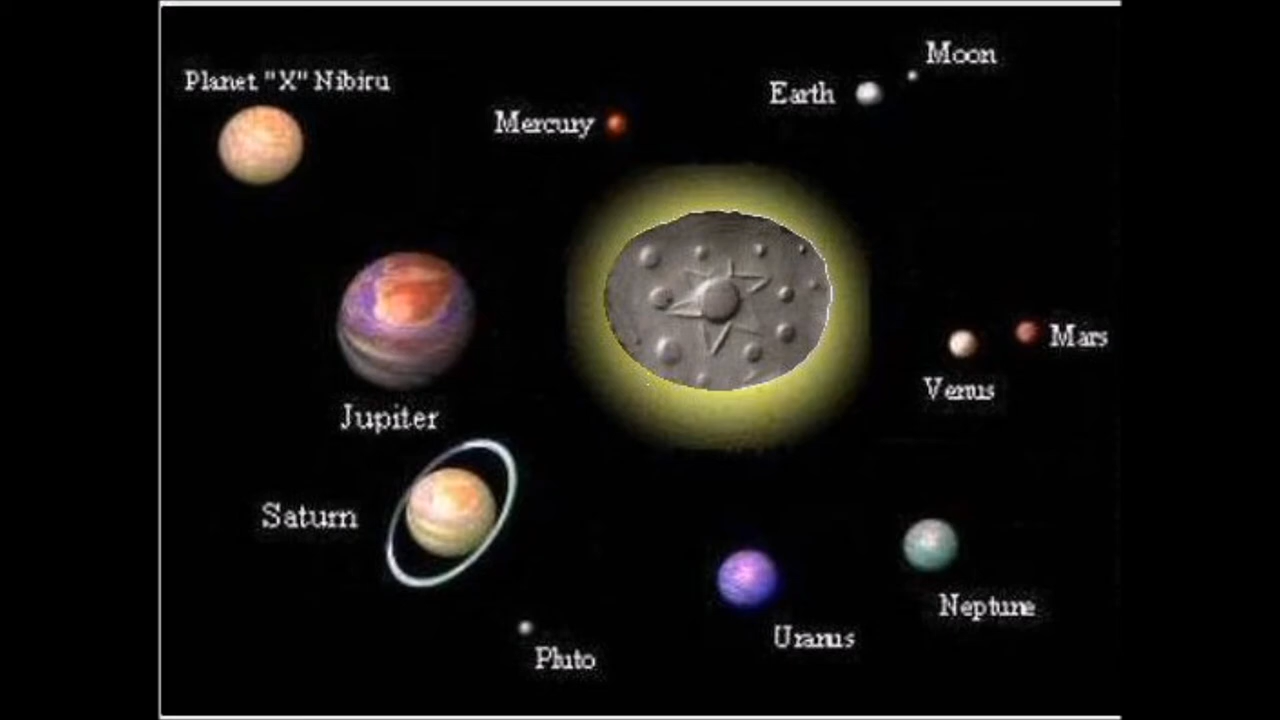 Moon
Planet "X" Nibiru
Earth
Mercury
Mars
Venus
Jupiter
Saturn
Neptune
Uranus
Pluto